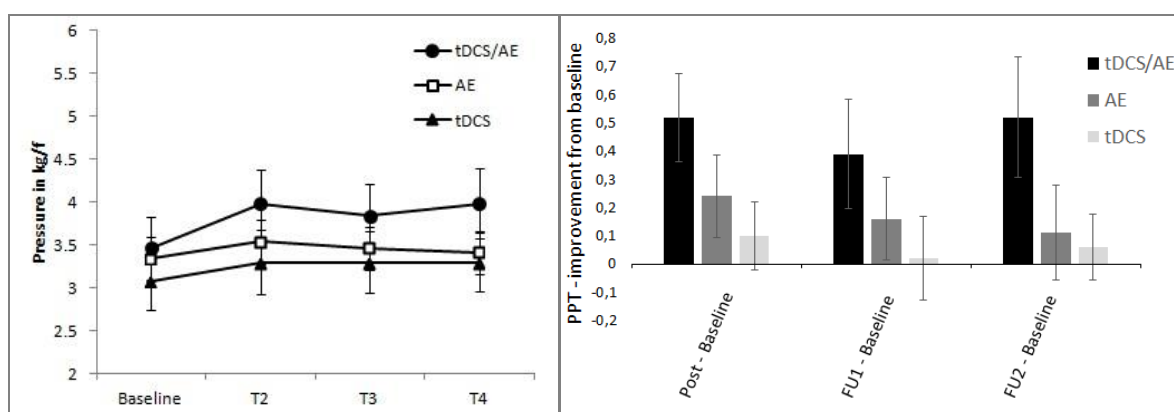 6
5.5
5
4.5
4
3.5
3
2.5
2
Pressure in kg/f
tDCS/AE
AE
tDCS
Baseline T2 T3 T4
0,8
0,7
0,6
0,5
0,4
0,3
0,2
0,1
0
-0,1
-0,2
PPT - improvement from baseline
tDCS/AE
AE
tDCS
Post - Baseline
FU1 - Baseline
FU2 - Baseline